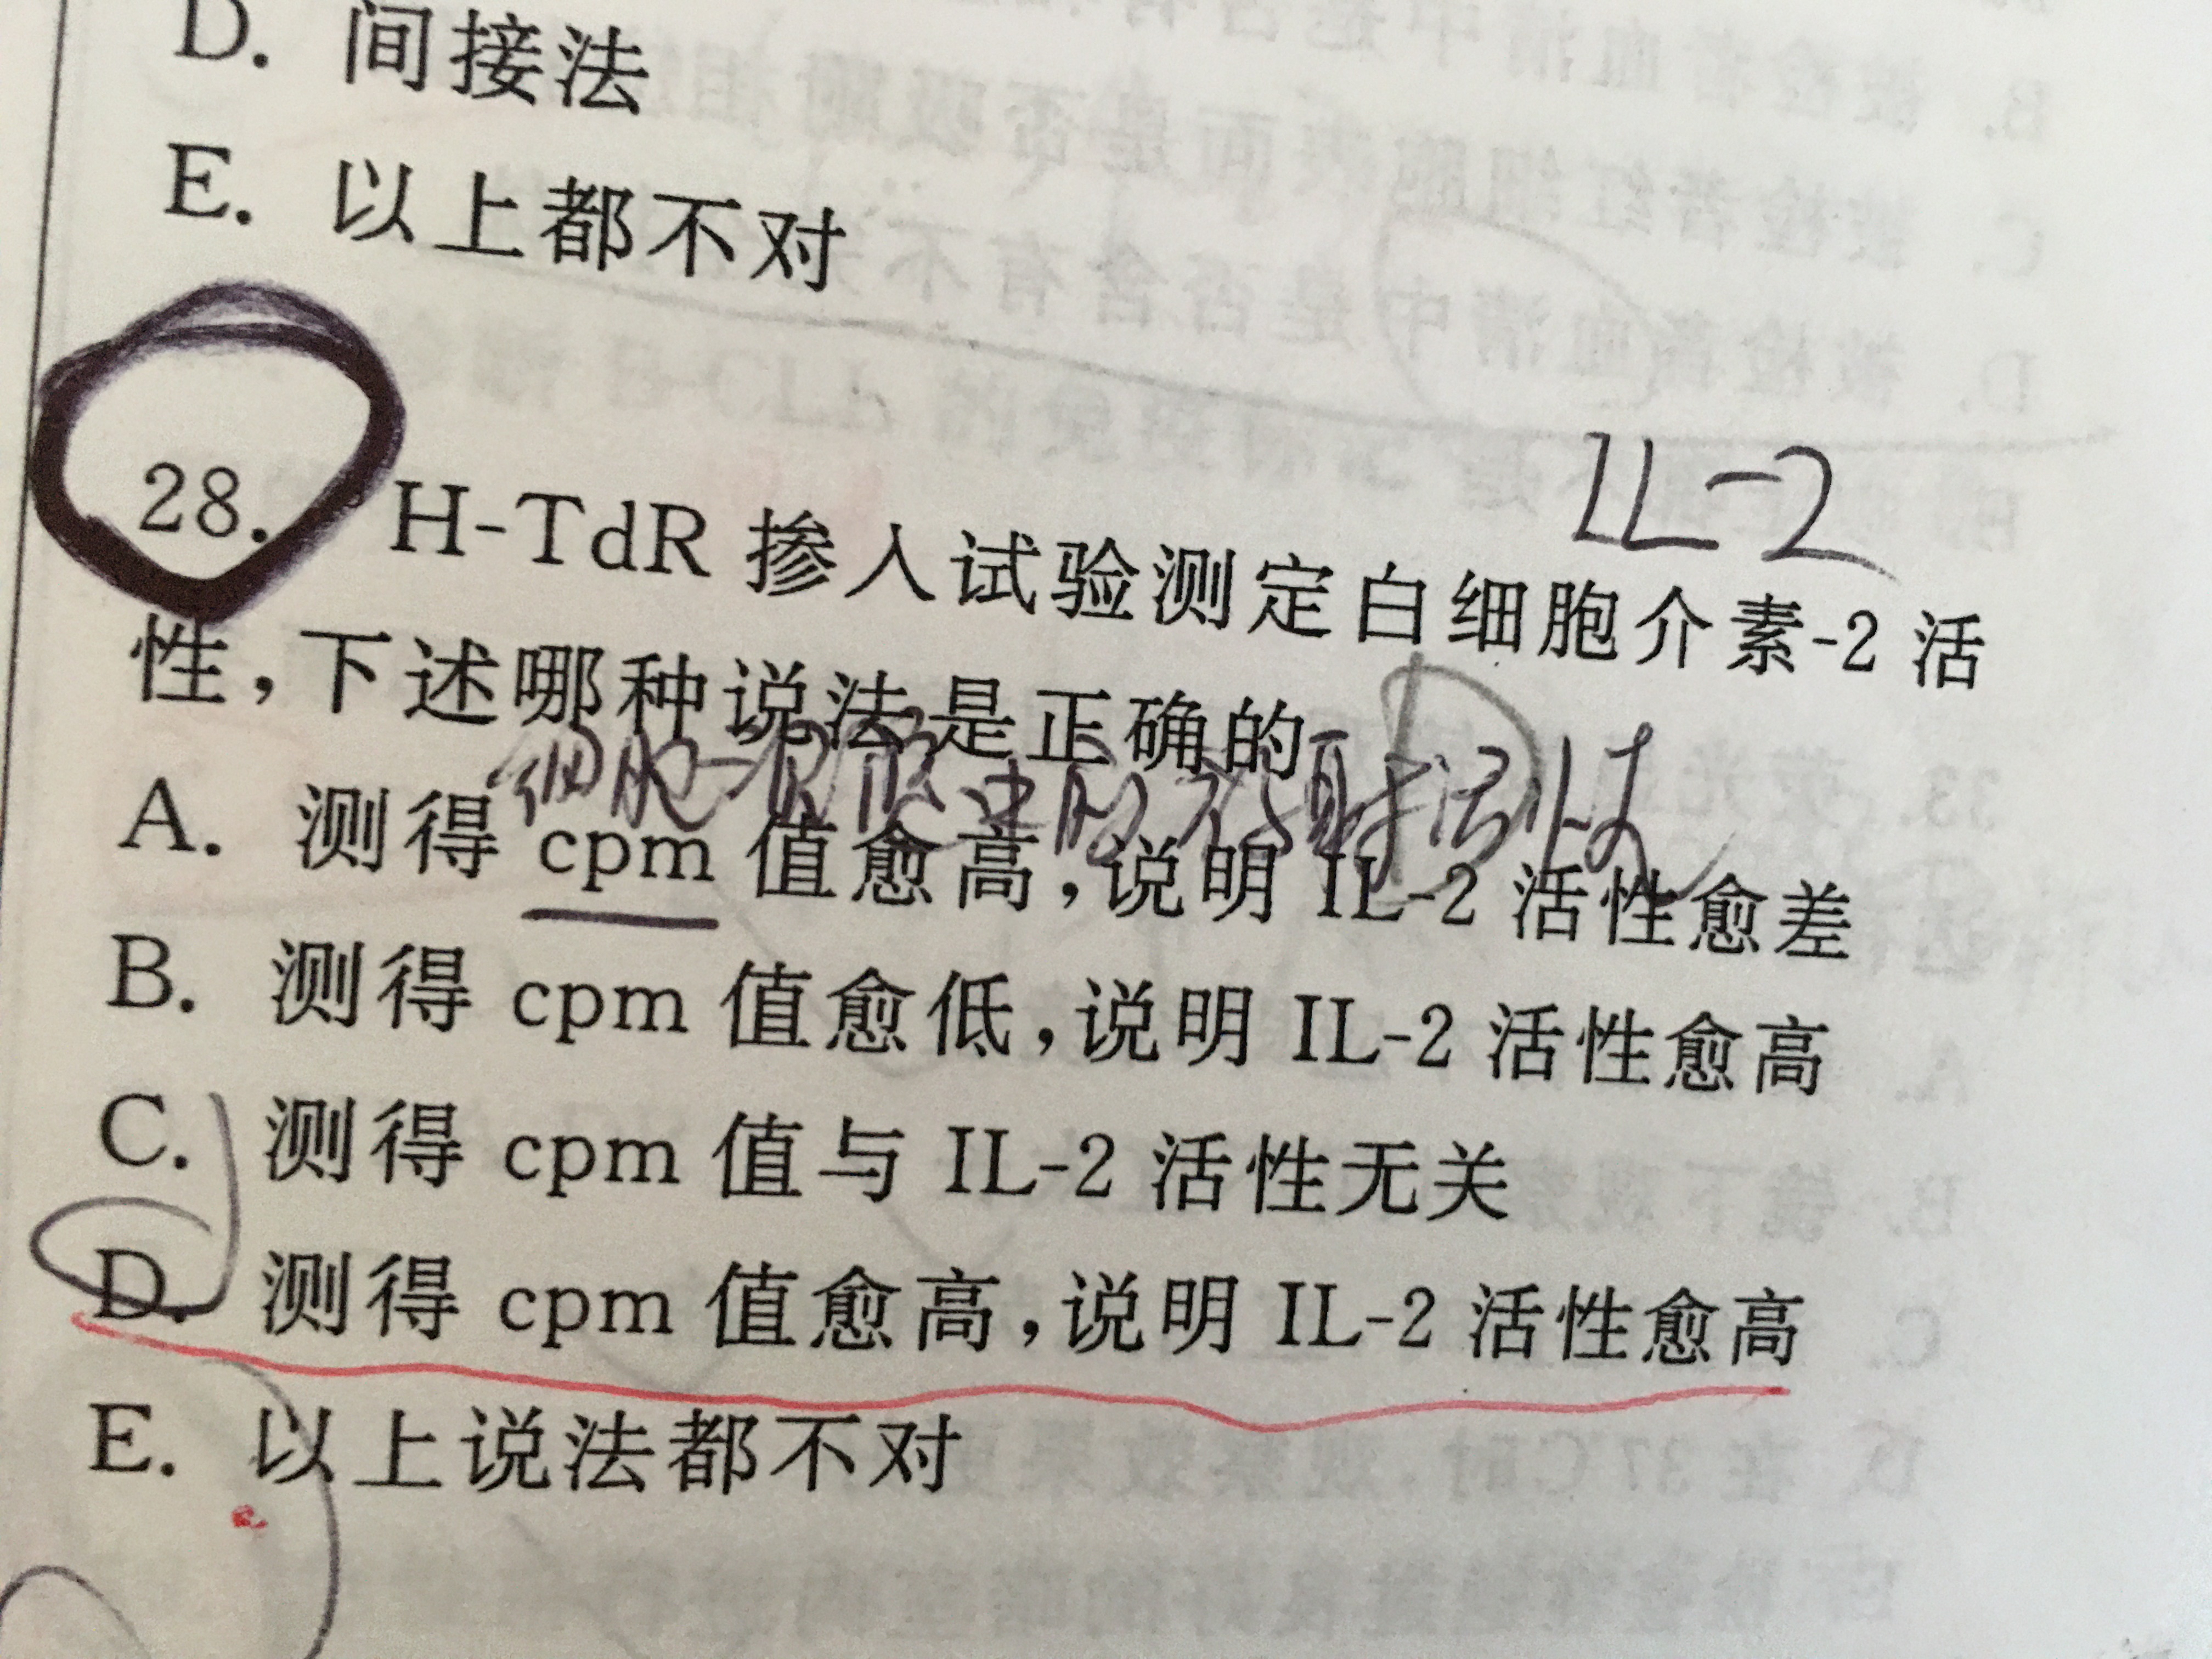 D. 间接法
E. 以上都不对
IL-2
28. H-TdR 掺入试验测定白细胞介素-2 活
性,下述哪种说法是正确的
A. 测得 cpm 值愈高,说明 IL-2 活性愈差
B. 测得 cpm 值愈低,说明 IL-2 活性愈高
C. 测得 cpm 值与 IL-2 活性无关
D. 测得 cpm 值愈高,说明 IL-2 活性愈高
E. 以上说法都不对